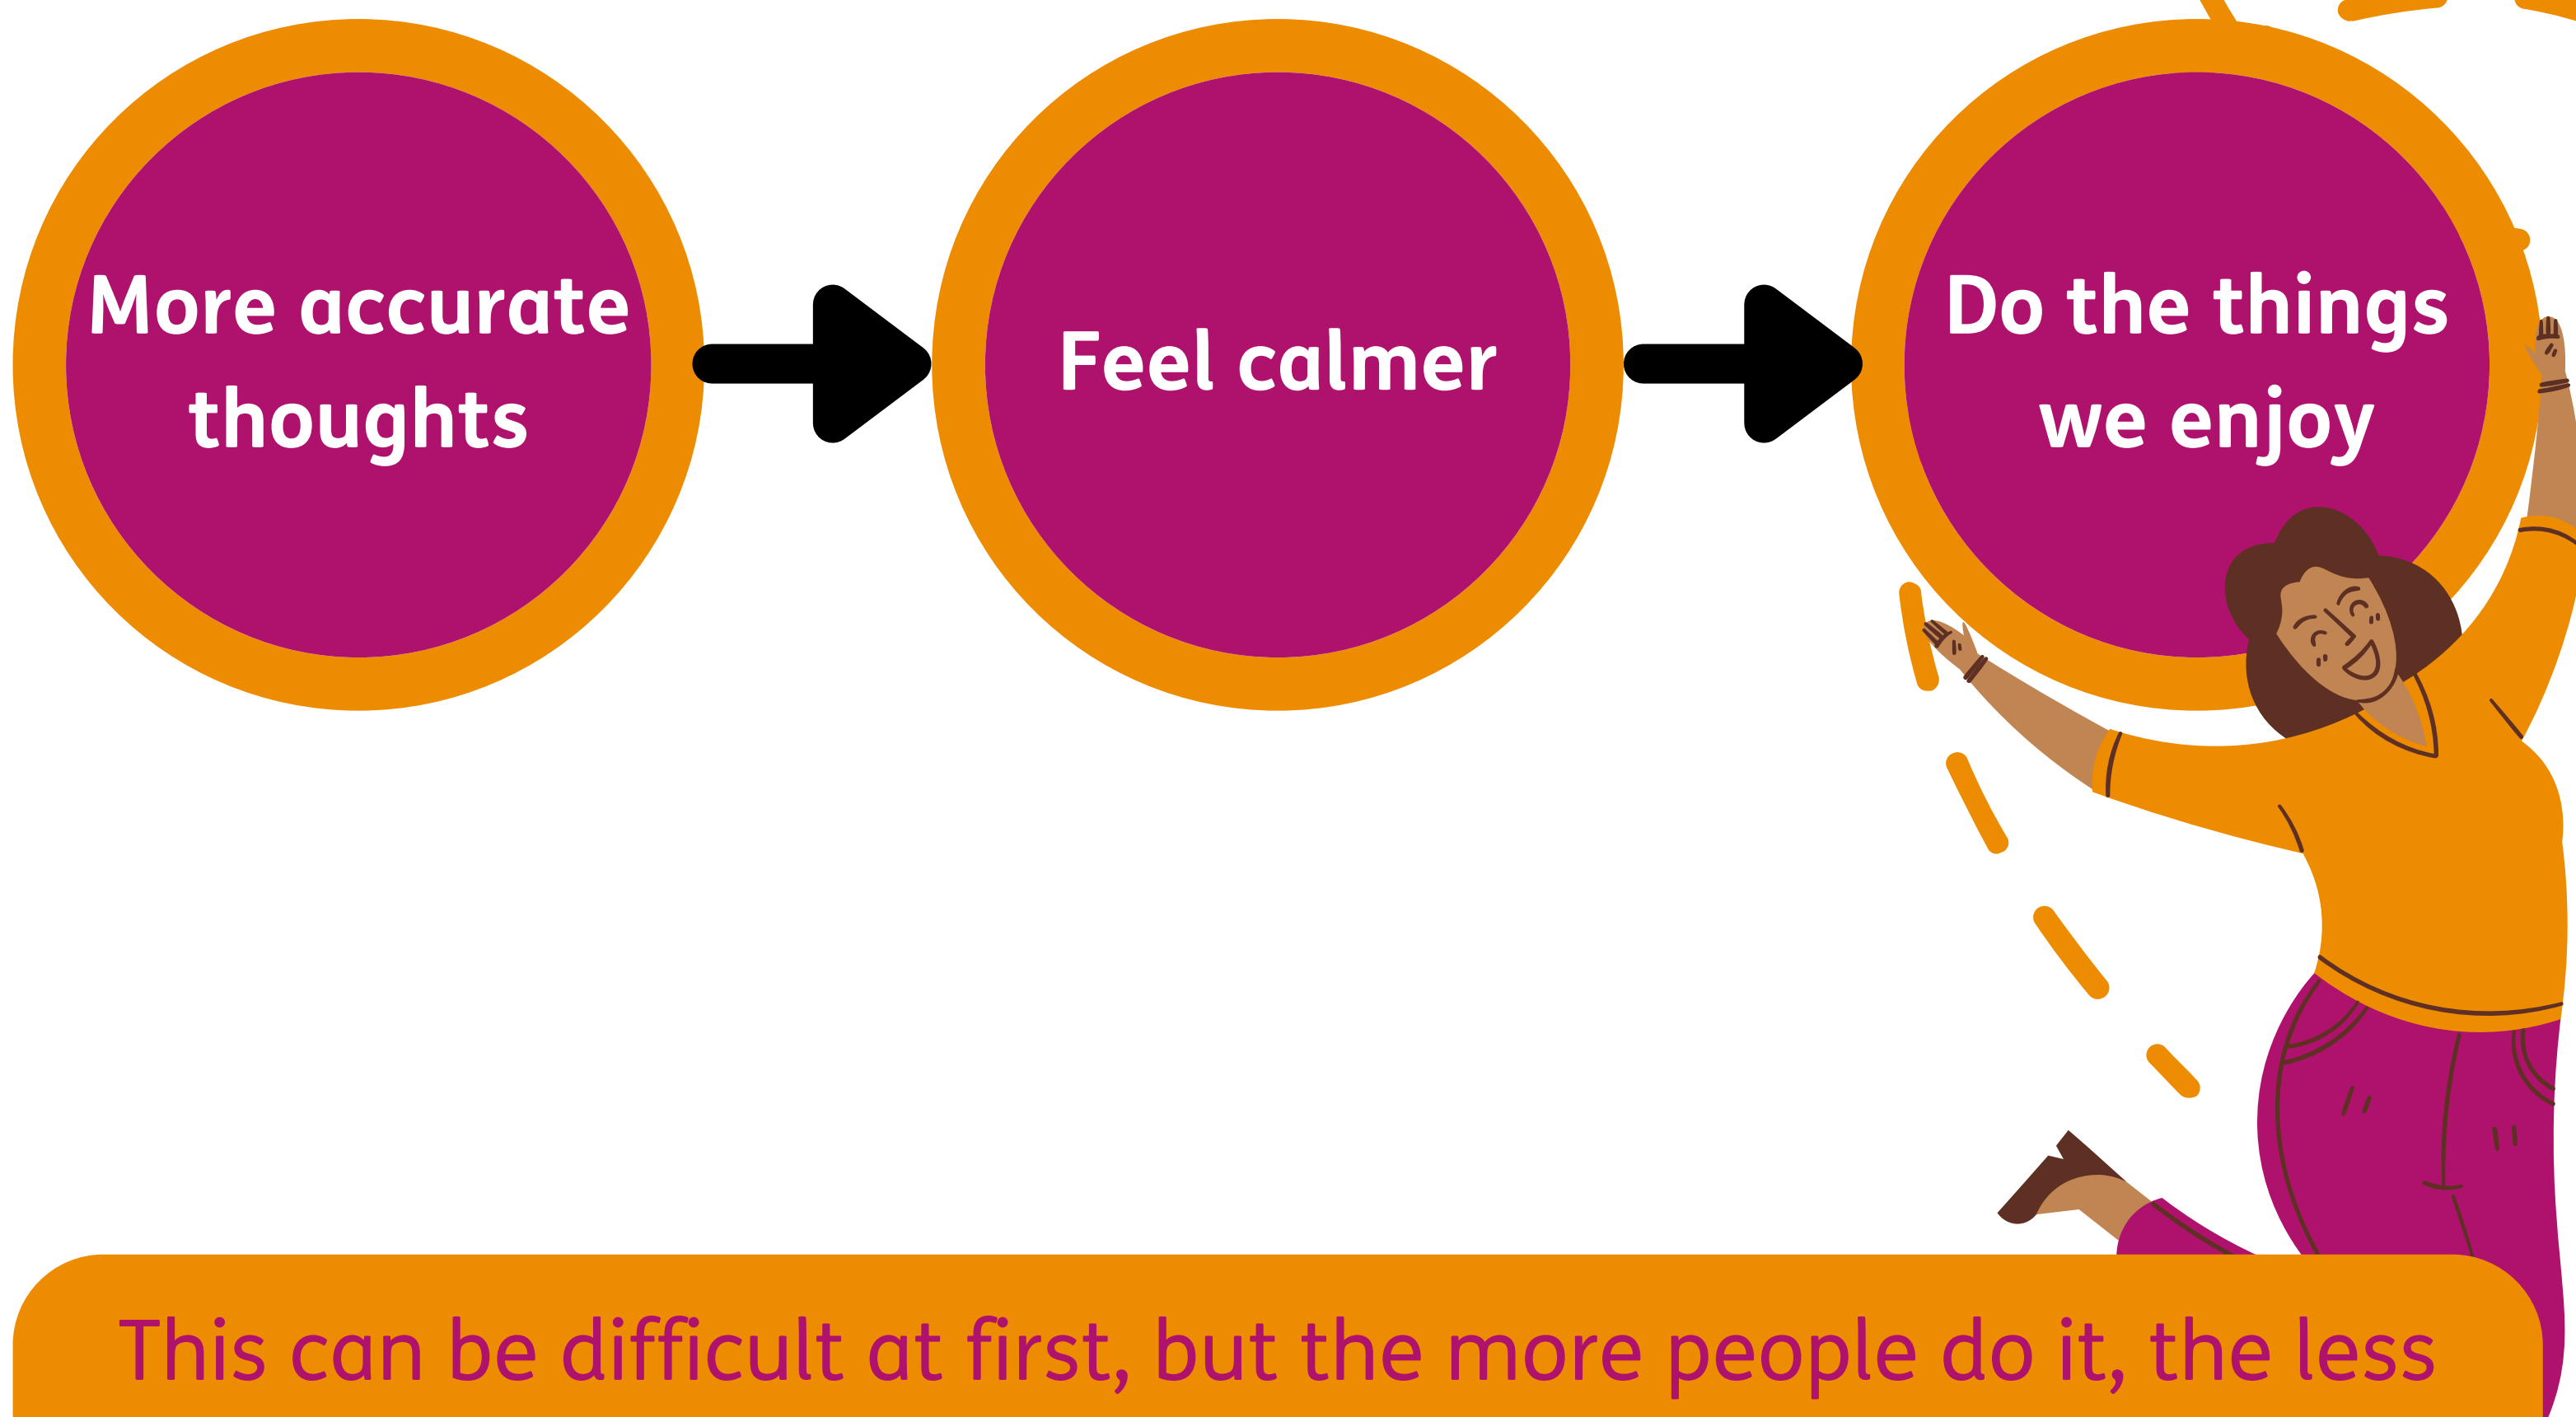 More accurate
thoughts
Feel calmer
Do the things
we enjoy
This can be difficult at first, but the more people do it, the less